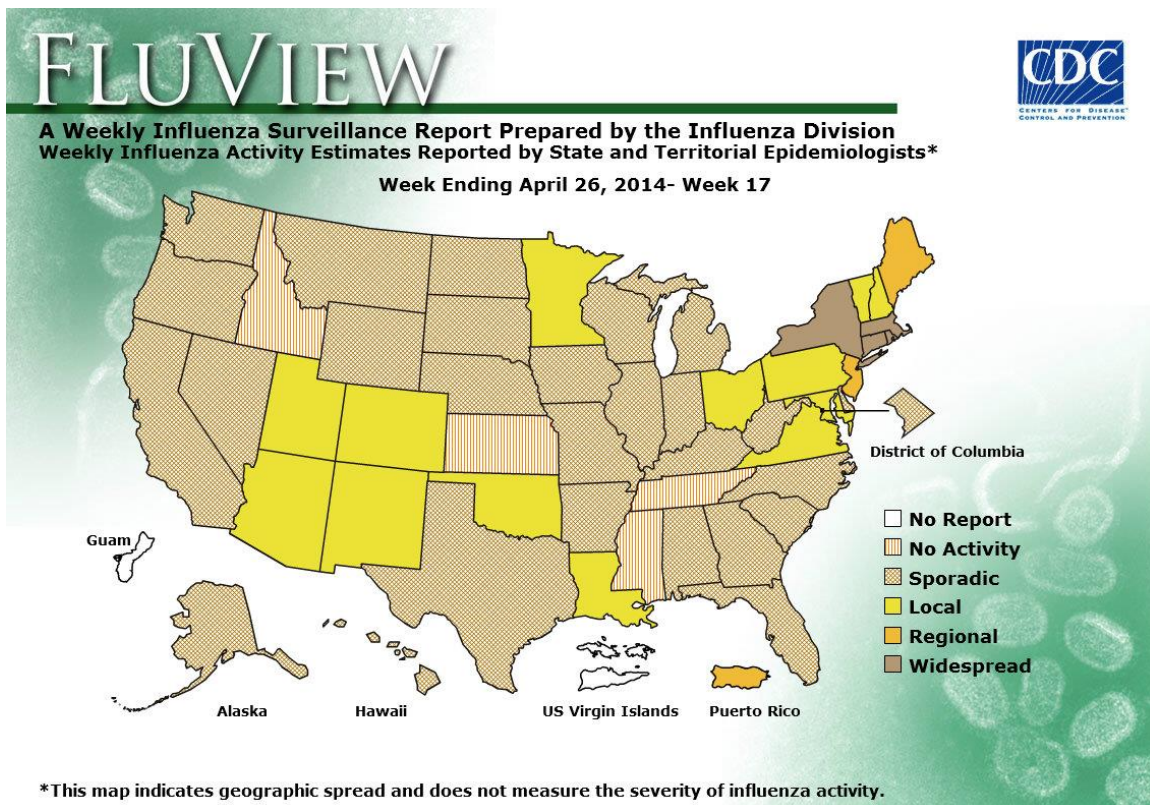 FLUVIEW
CDC
CENTERS FOR DISEASE
CONTROL AND PREVENTION
A Weekly Influenza Surveillance Report Prepared by the Influenza Division
Weekly Influenza Activity Estimates Reported by State and Territorial Epidemiologists*
Week Ending April 26, 2014- Week 17
District of Columbia
No Report
Guam
No Activity
Sporadic
Local
Regional
Widespread
Alaska
Hawaii
US Virgin Islands
Puerto Rico
*This map indicates geographic spread and does not measure the severity of influenza activity.